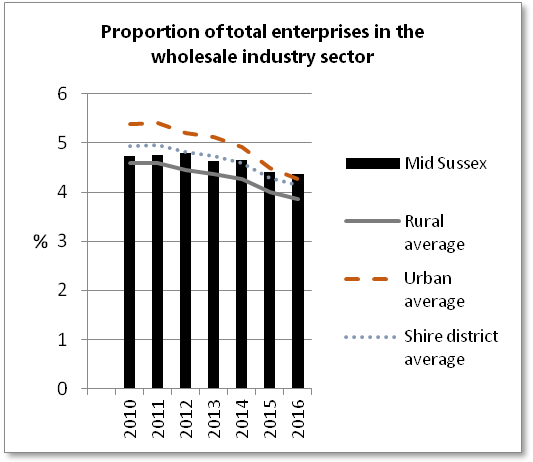 Proportion of total enterprises in the
wholesale industry sector
6
5
4
3
2
1
0
%
2010
2011
2012
2013
2014
2015
2016
Mid Sussex
Rural
average
Urban
average
Shire district
average